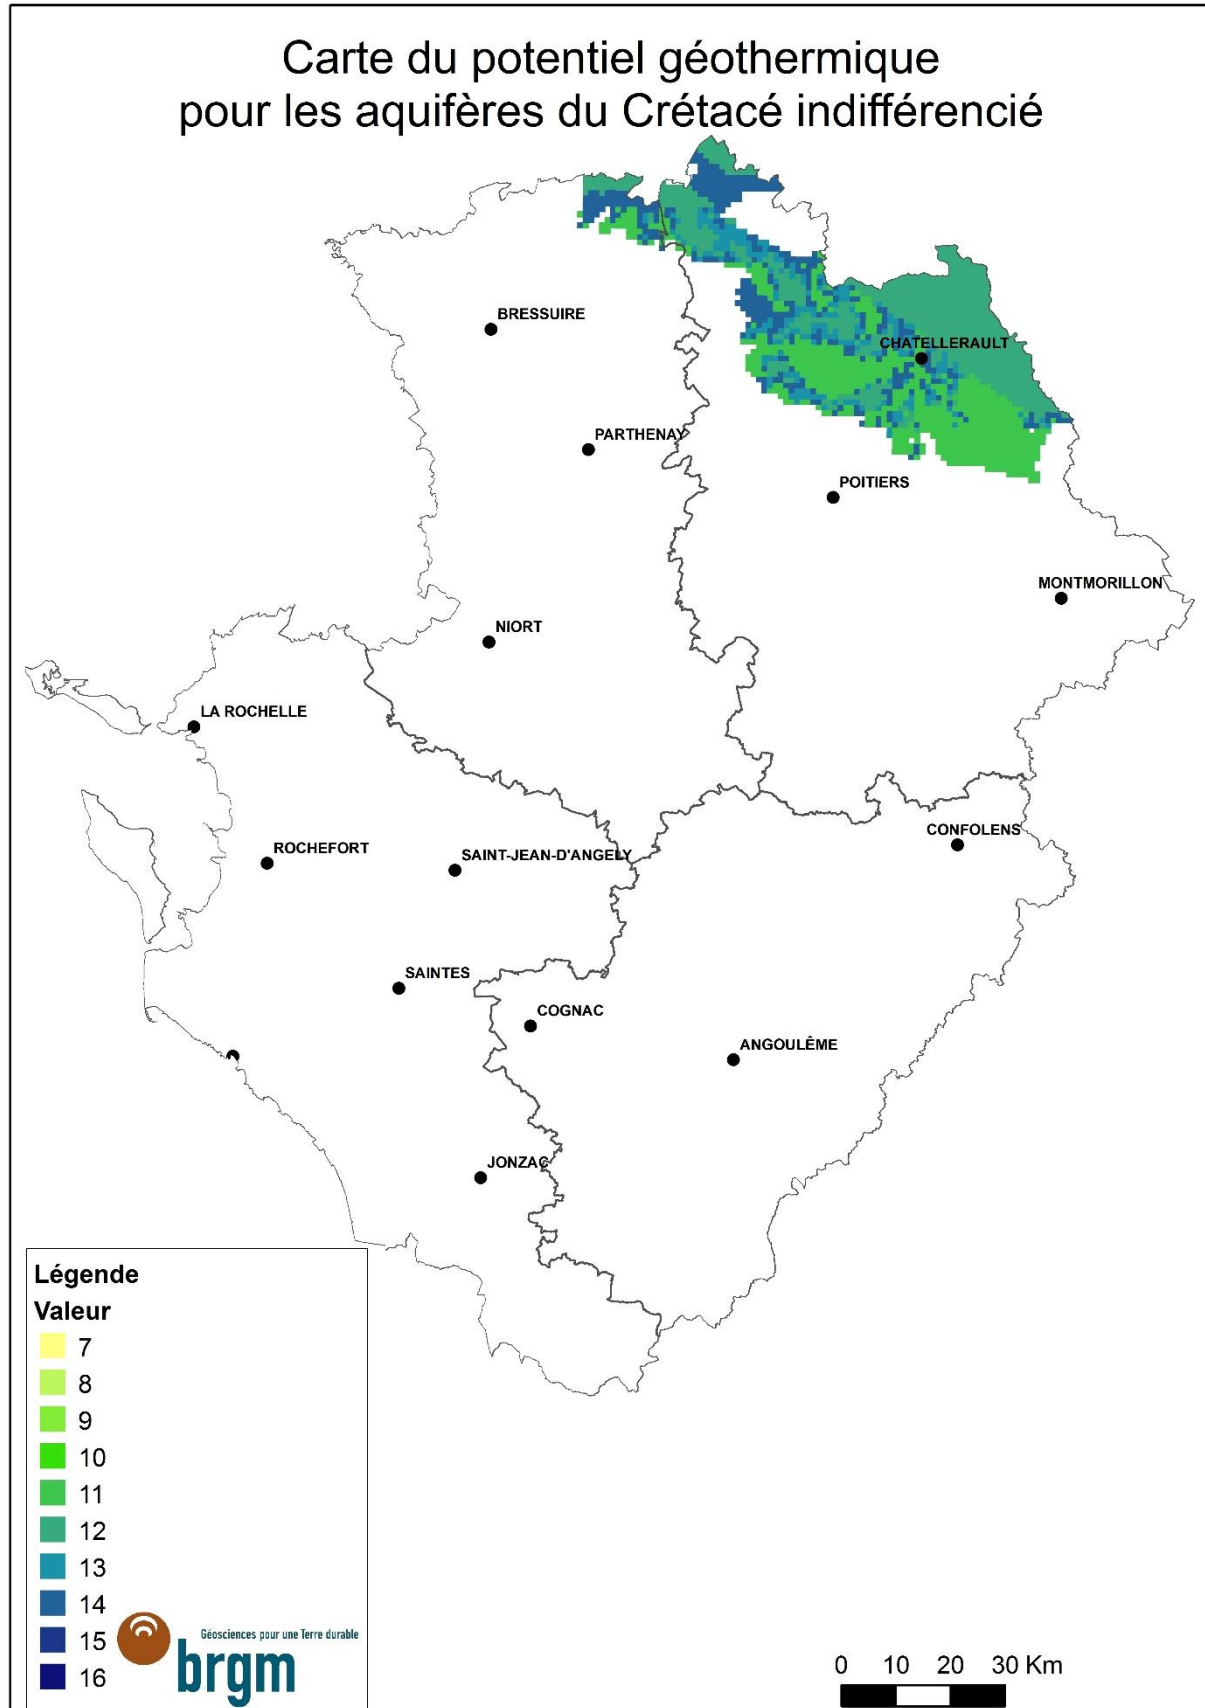 Carte du potentiel géothermique
pour les aquifères du Crétacé indifférencié
BRESSUIRE
CHATELLERAULT
PARTHENAY
POITIERS
MONTMORILLON
NIORT
LA ROCHELLE
CONFOLENS
ROCHEFORT
SAINT-JEAN-D'ANGELY
SAINTES
COGNAC
ANGOULÊME
JONZAC
Légende
Valeur
7
8
9
10
11
12
13
14
15
16
Géosciences pour une Terre durable
brgm
0 10 20 30 Km